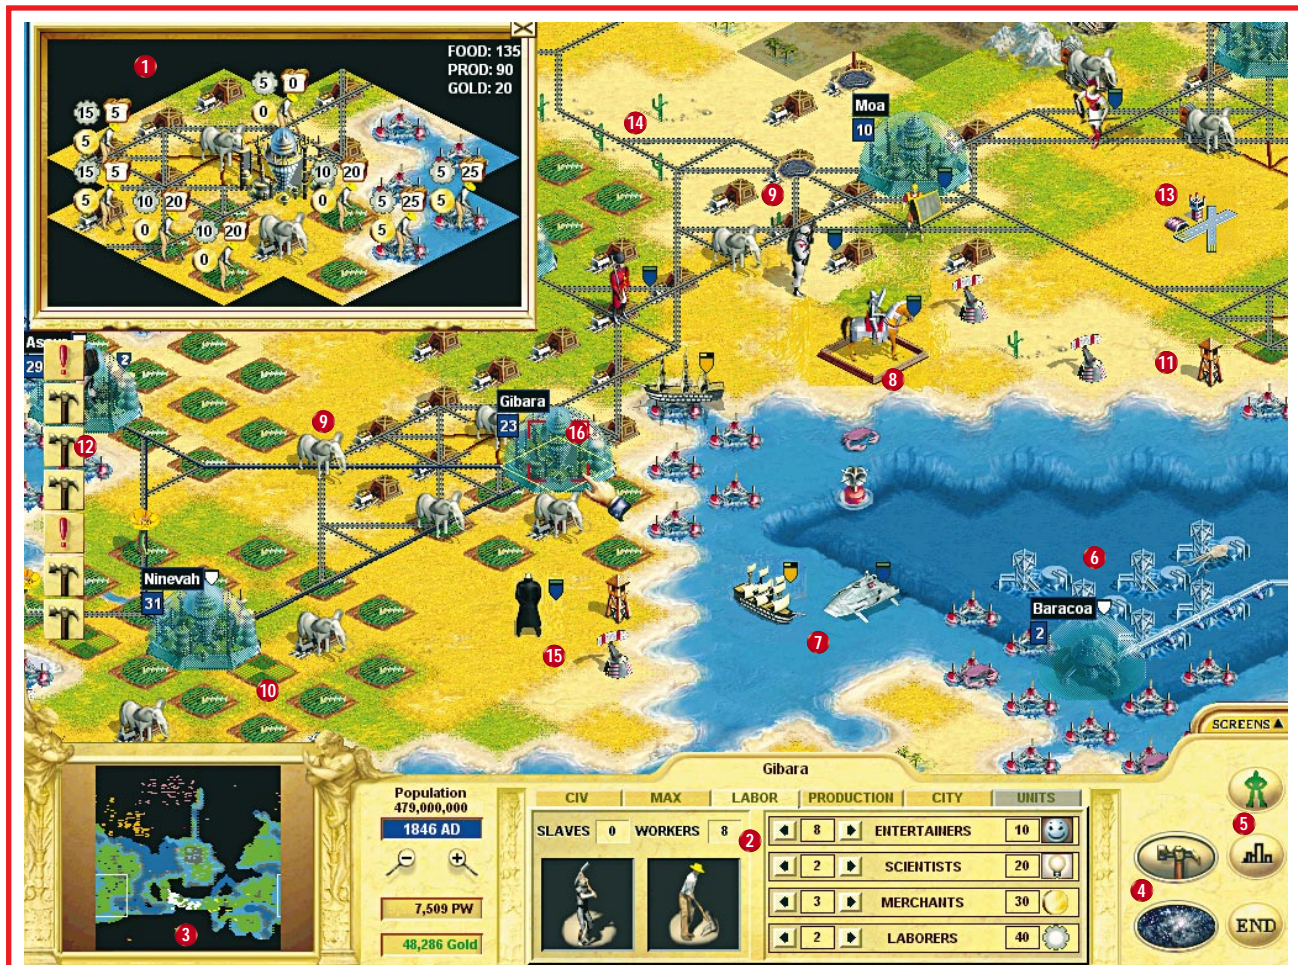 1
FOOD: 135
PROD: 90
GOLD: 20
5 0
0
15 5
5
15 5
5
10 20
0
10 20
0
10 20
0
5 25
5
5 25
5
14
Moa
10
9
13
8
11
29
2
12
9
Gibara
23
16
Ninevah
31
10
15
7
6
Baracoa
2
SCREENS
3
Population
479,000,000
1846 AD
7,509 PW
48,286 Gold
Gibara
CIV MAX LABOR PRODUCTION CITY UNITS
SLAVES 0 WORKERS 8
2
8 ENTERTAINERS 10
2 SCIENTISTS 20
3 MERCHANTS 30
2 LABORERS 40
5
4
END